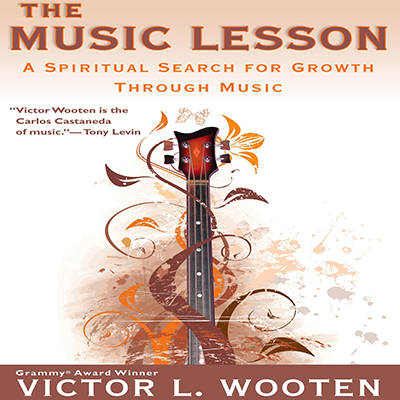 THE
MUSIC LESSON
A SPIRITUAL SEARCH FOR GROWTH
THROUGH MUSIC
“Victor Wooten is the
Carlos Castaneda
of music.”—Tony Levin
Grammy® Award Winner
VICTOR L. WOOTEN